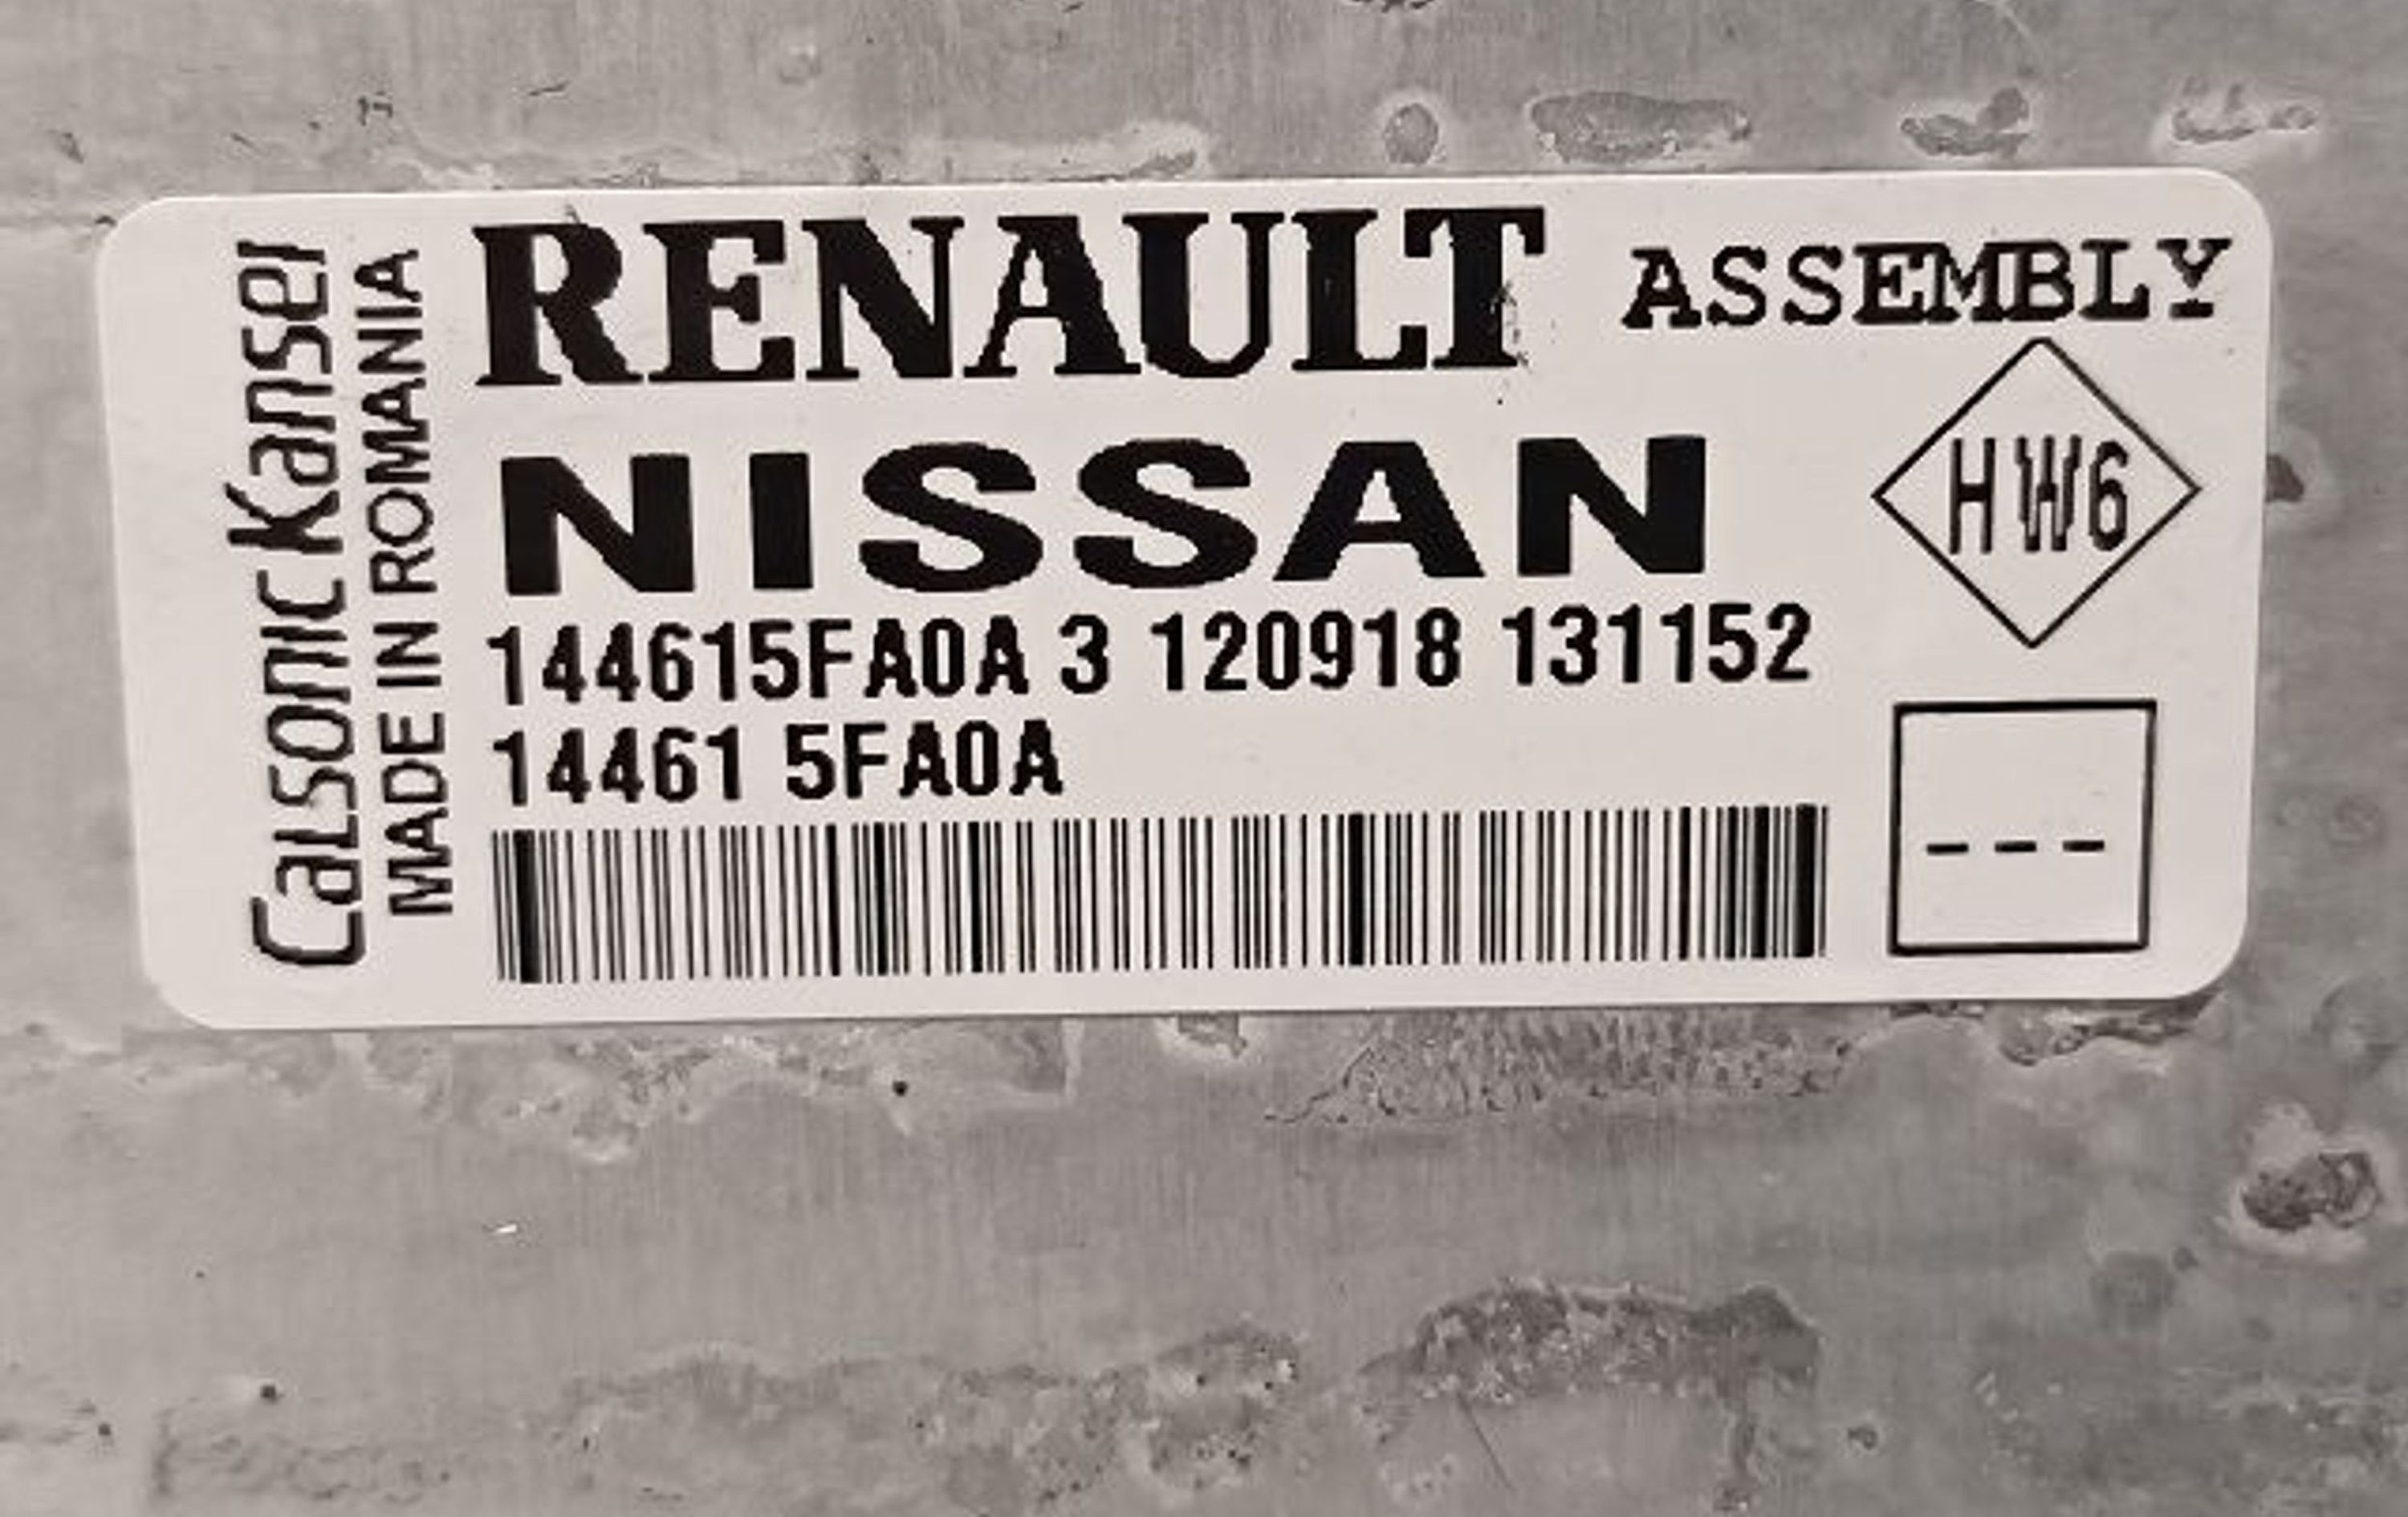 Calsonic Kansei
MADE IN ROMANIA
RENAULT
ASSEMBLY
NISSAN
HW6
144615FA0A 3 120918 131152
14461 5FA0A
---